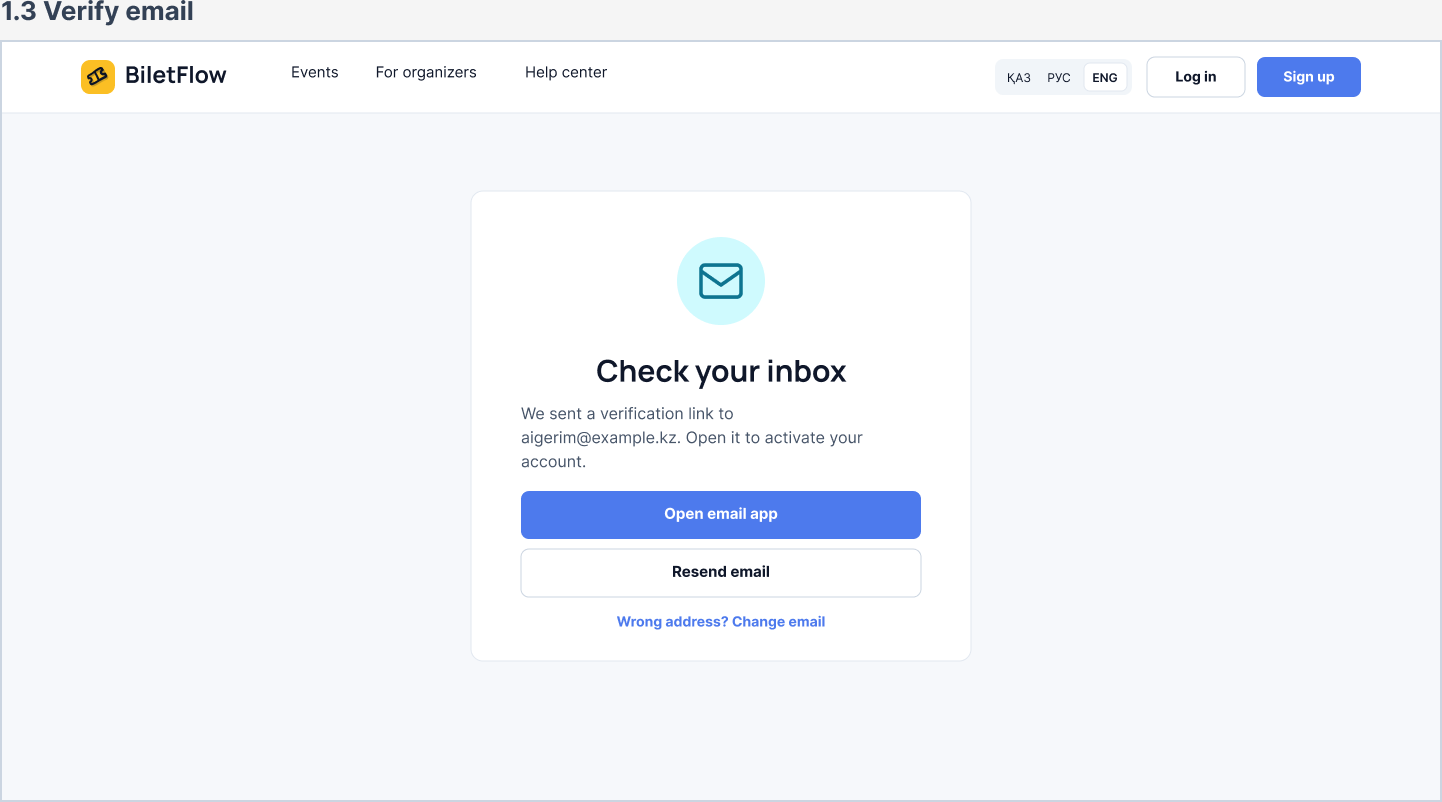 1.3 Verify email
BiletFlow
Events
For organizers
Help center
ҚАЗ
РУС
ENG
Log in
Sign up
Check your inbox
We sent a verification link to
aigerim@example.kz. Open it to activate your
account.
Open email app
Resend email
Wrong address? Change email